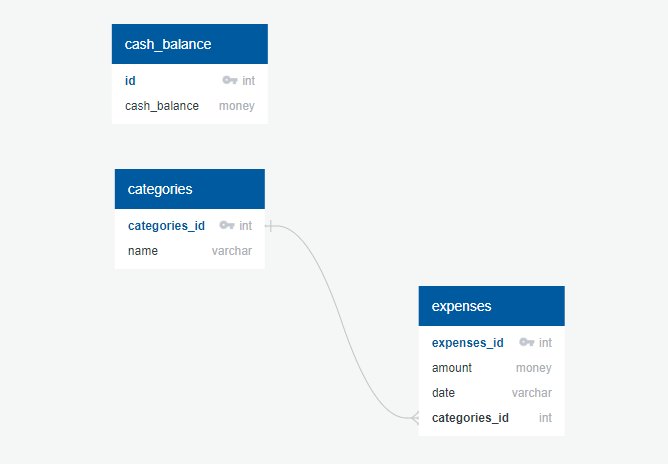 cash_balance
id int
cash_balance money
categories
categories_id int
name varchar
expenses
expenses_id int
amount money
date varchar
categories_id int